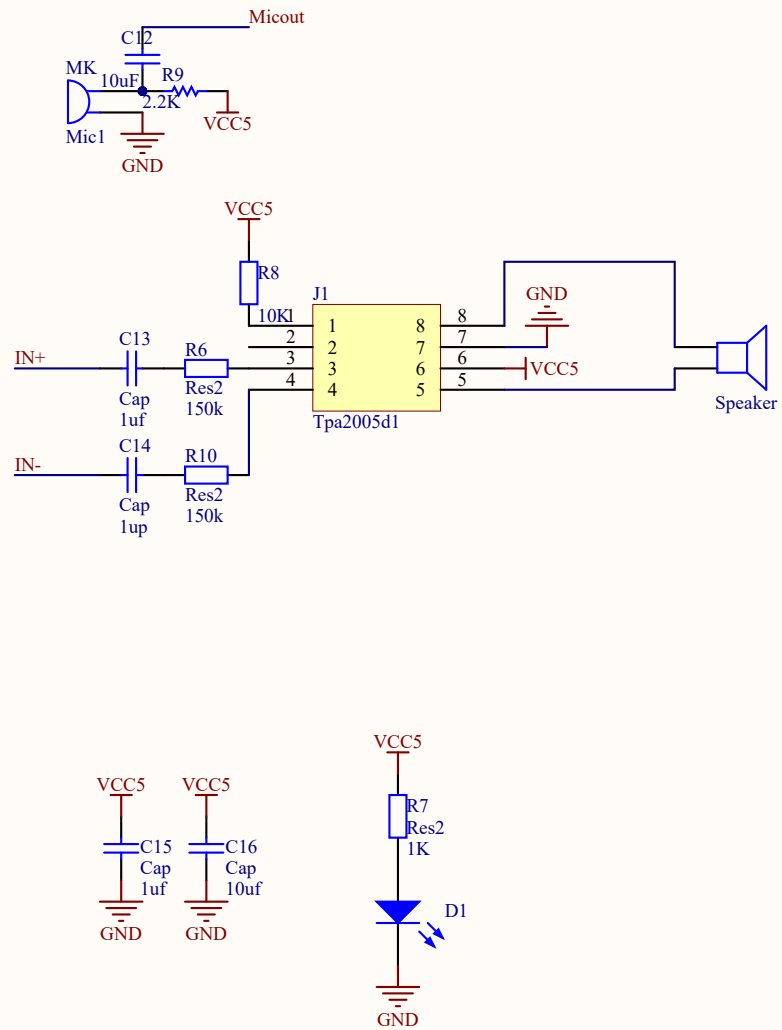 Micout
C12
MK
10uF
R9
2.2K
VCC5
Mic1
GND
VCC5
R8
10K
J1
1
2
3
4
1
2
3
4
8
7
6
5
8
7
6
5
GND
VCC5
Tpa2005d1
Speaker
IN+
C13
Cap
1uf
R6
Res2
150k
IN-
C14
Cap
1up
R10
Res2
150k
VCC5
R7
Res2
1K
D1
GND
VCC5
C15
Cap
1uf
GND
VCC5
C16
Cap
10uf
GND